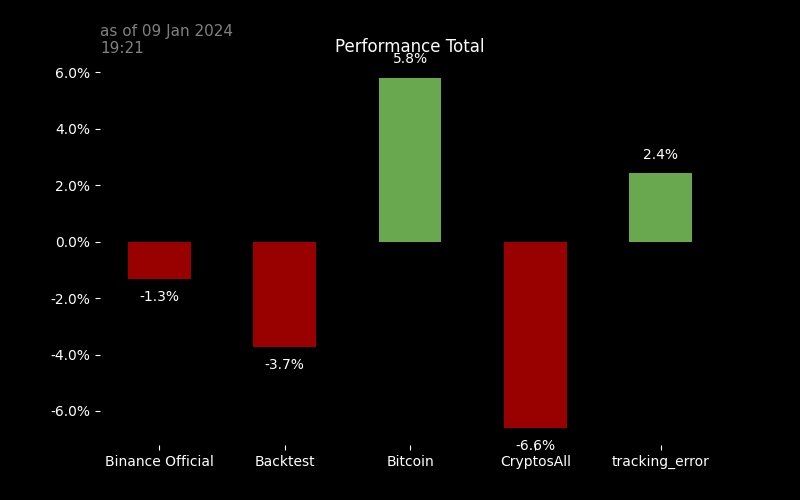 as of 09 Jan 2024
19:21
Performance Total
5.8%
6.0%
4.0%
2.4%
2.0%
0.0%
-2.0%
-1.3%
-4.0%
-3.7%
-6.0%
-6.6%
Binance Official
Backtest
Bitcoin
CryptosAll
tracking_error